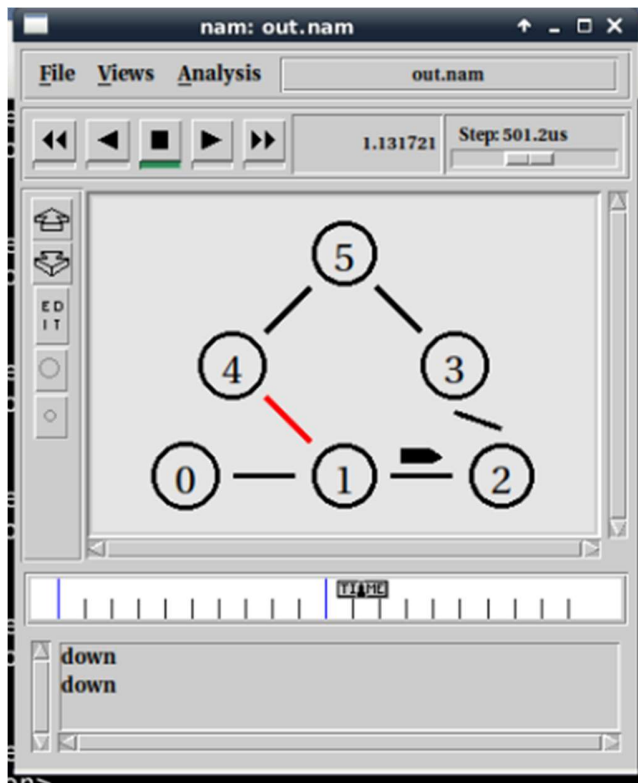 nam: out.nam
File Views Analysis out.nam
1.131721 Step: 501.2us
E D
I T
5
4 3
0 1 2
TIME
down
down